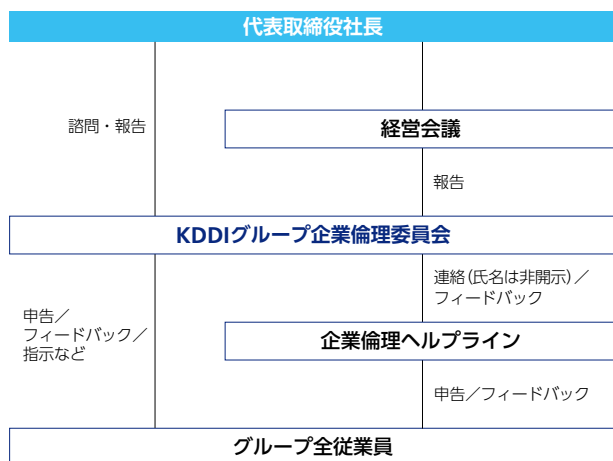 代表取締役社長
諮問・報告
経営会議
報告
KDDIグループ企業倫理委員会
連絡(氏名は非開示)／
フィードバック
申告／
フィードバック／
指示など
企業倫理ヘルプライン
申告／フィードバック
グループ全従業員